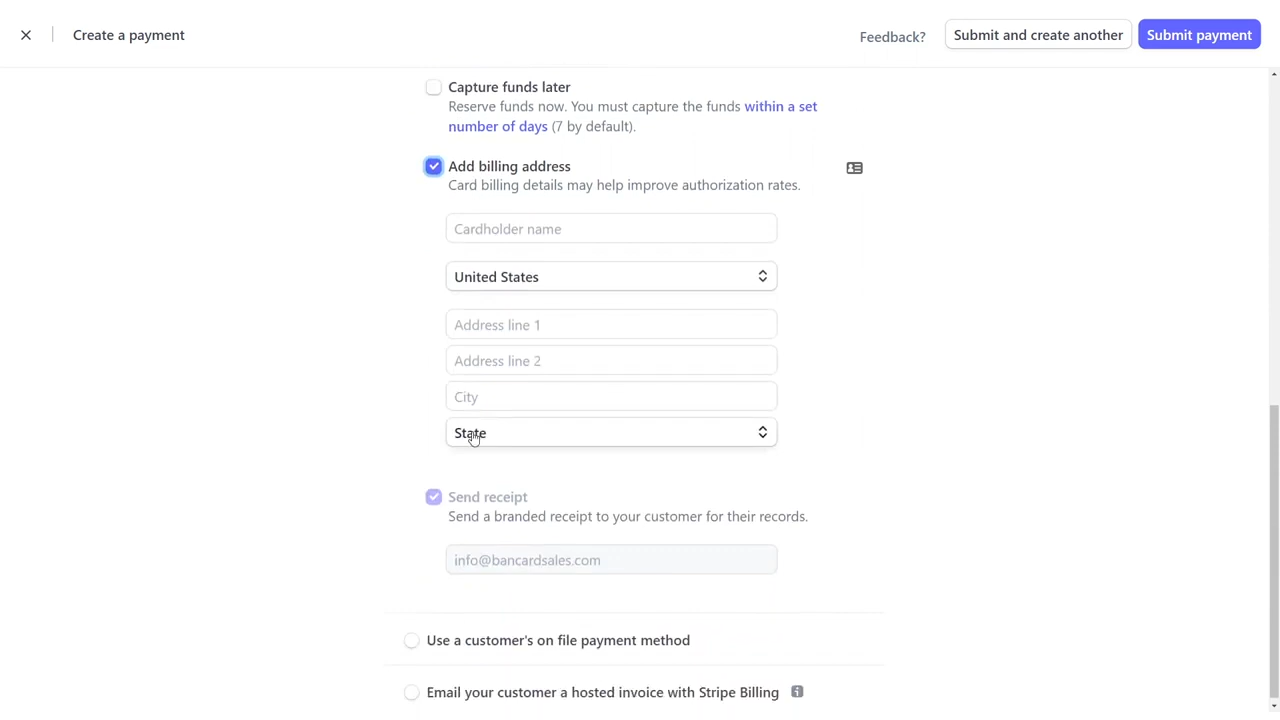 Create a payment
Feedback?
Submit and create another
Submit payment
Capture funds later
Reserve funds now. You must capture the funds within a set
number of days (7 by default).
Add billing address
Card billing details may help improve authorization rates.
Cardholder name
United States
Address line 1
Address line 2
City
State
Send receipt
Send a branded receipt to your customer for their records.
info@bancardsales.com
Use a customer's on file payment method
Email your customer a hosted invoice with Stripe Billing